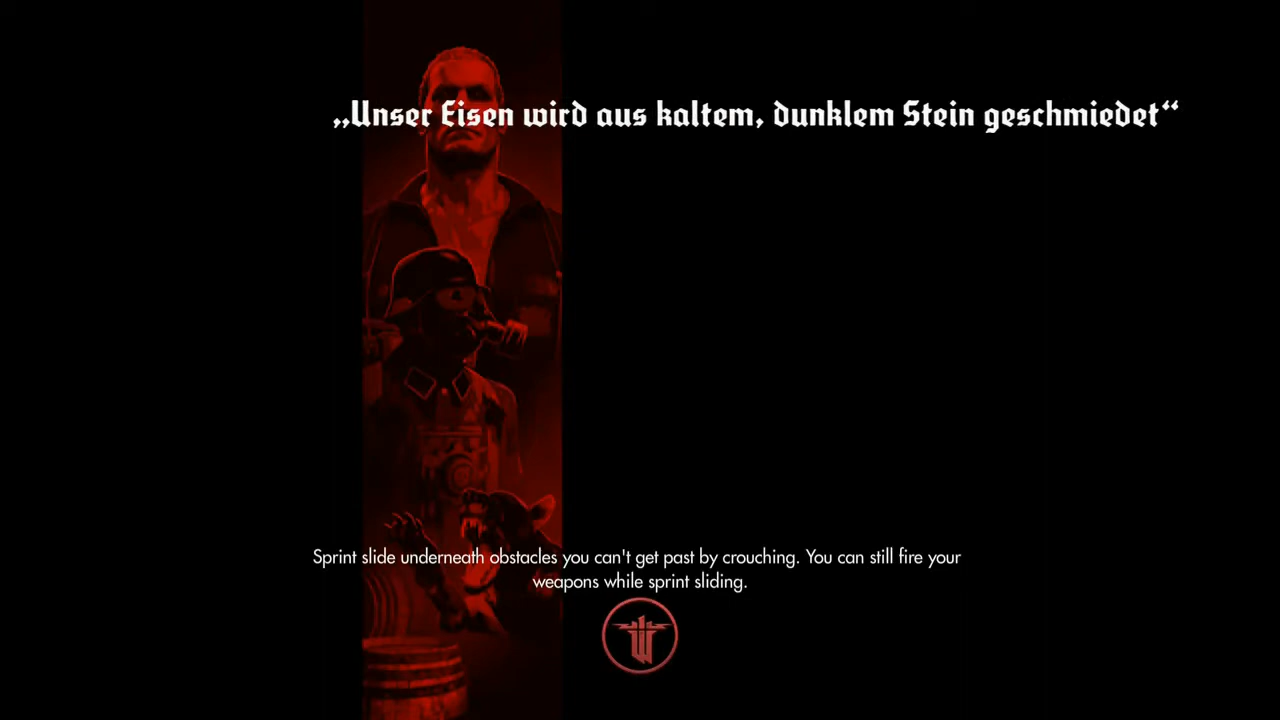 „Unser Eisen wird aus kaltem, dunklem Stein geschmiedet“
Sprint slide underneath obstacles you can't get past by crouching. You can still fire your
weapons while sprint sliding.